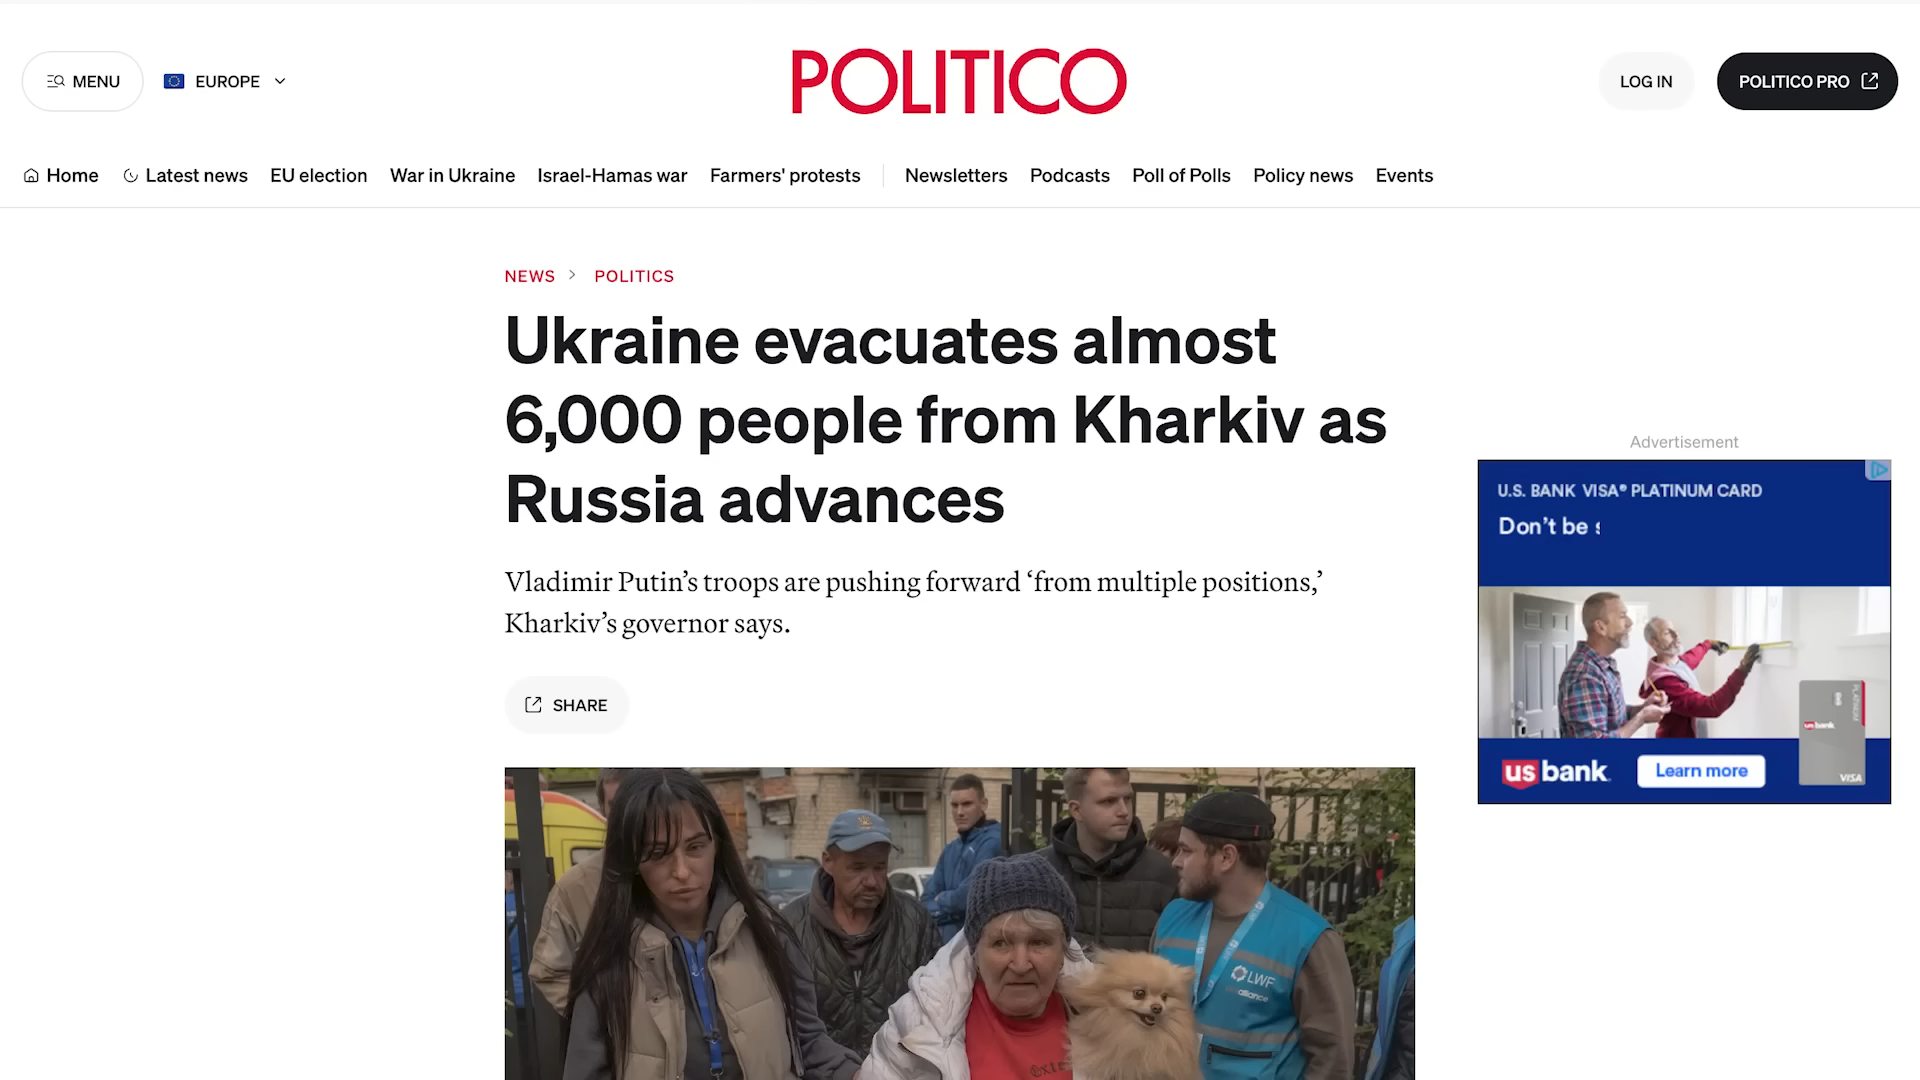 MENU
EUROPE
POLITICO
LOG IN
POLITICO PRO
Home
Latest news
EU election
War in Ukraine
Israel-Hamas war
Farmers' protests
Newsletters
Podcasts
Poll of Polls
Policy news
Events
NEWS > POLITICS
Ukraine evacuates almost
6,000 people from Kharkiv as
Russia advances
Vladimir Putin’s troops are pushing forward ‘from multiple positions,’
Kharkiv’s governor says.
SHARE
Advertisement
U.S. BANK VISA® PLATINUM CARD
Don’t be
PLATINUM
usbank
VISA
us bank
Learn more
LWF
alliance